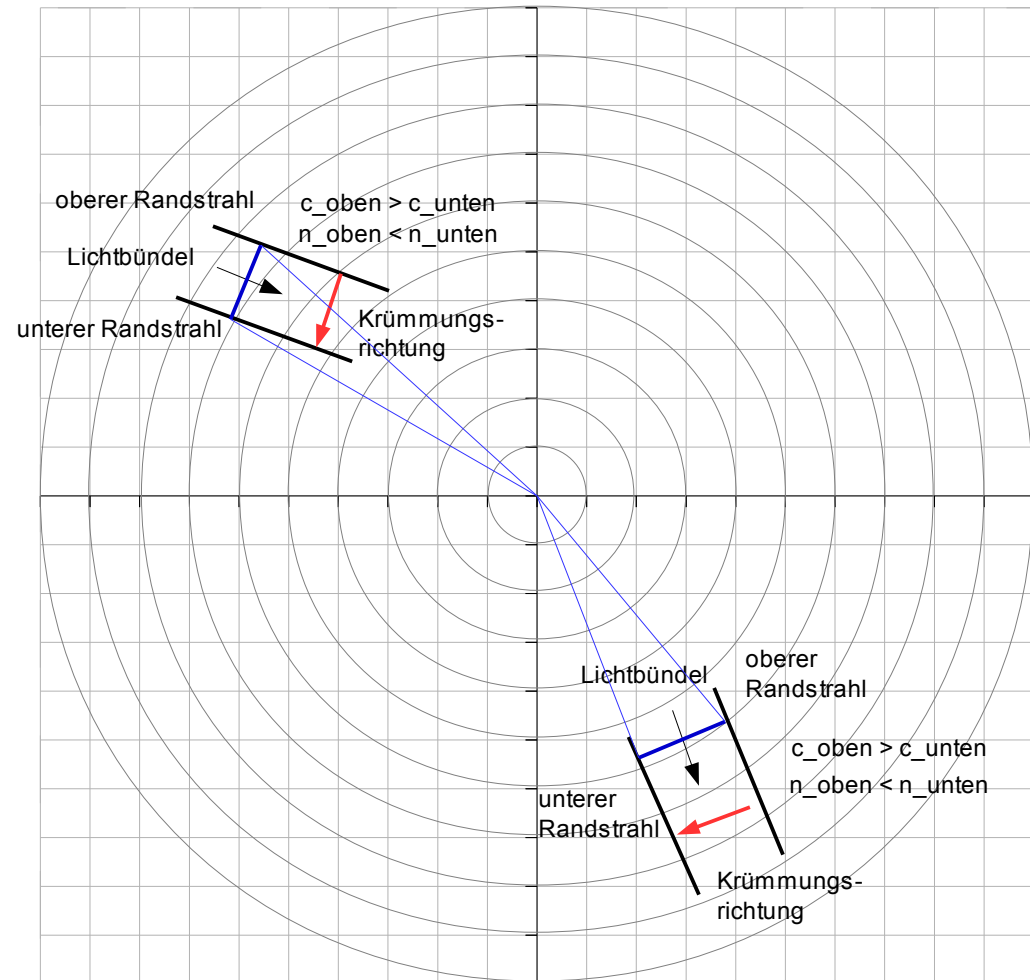 oberer Randstrahl
c_oben > c_unten
n_oben < n_unten
Lichtbündel
unterer Randstrahl
Krümmungs-
richtung
Lichtbündel
oberer
Randstrahl
c_oben > c_unten
n_oben < n_unten
unterer
Randstrahl
Krümmungs-
richtung